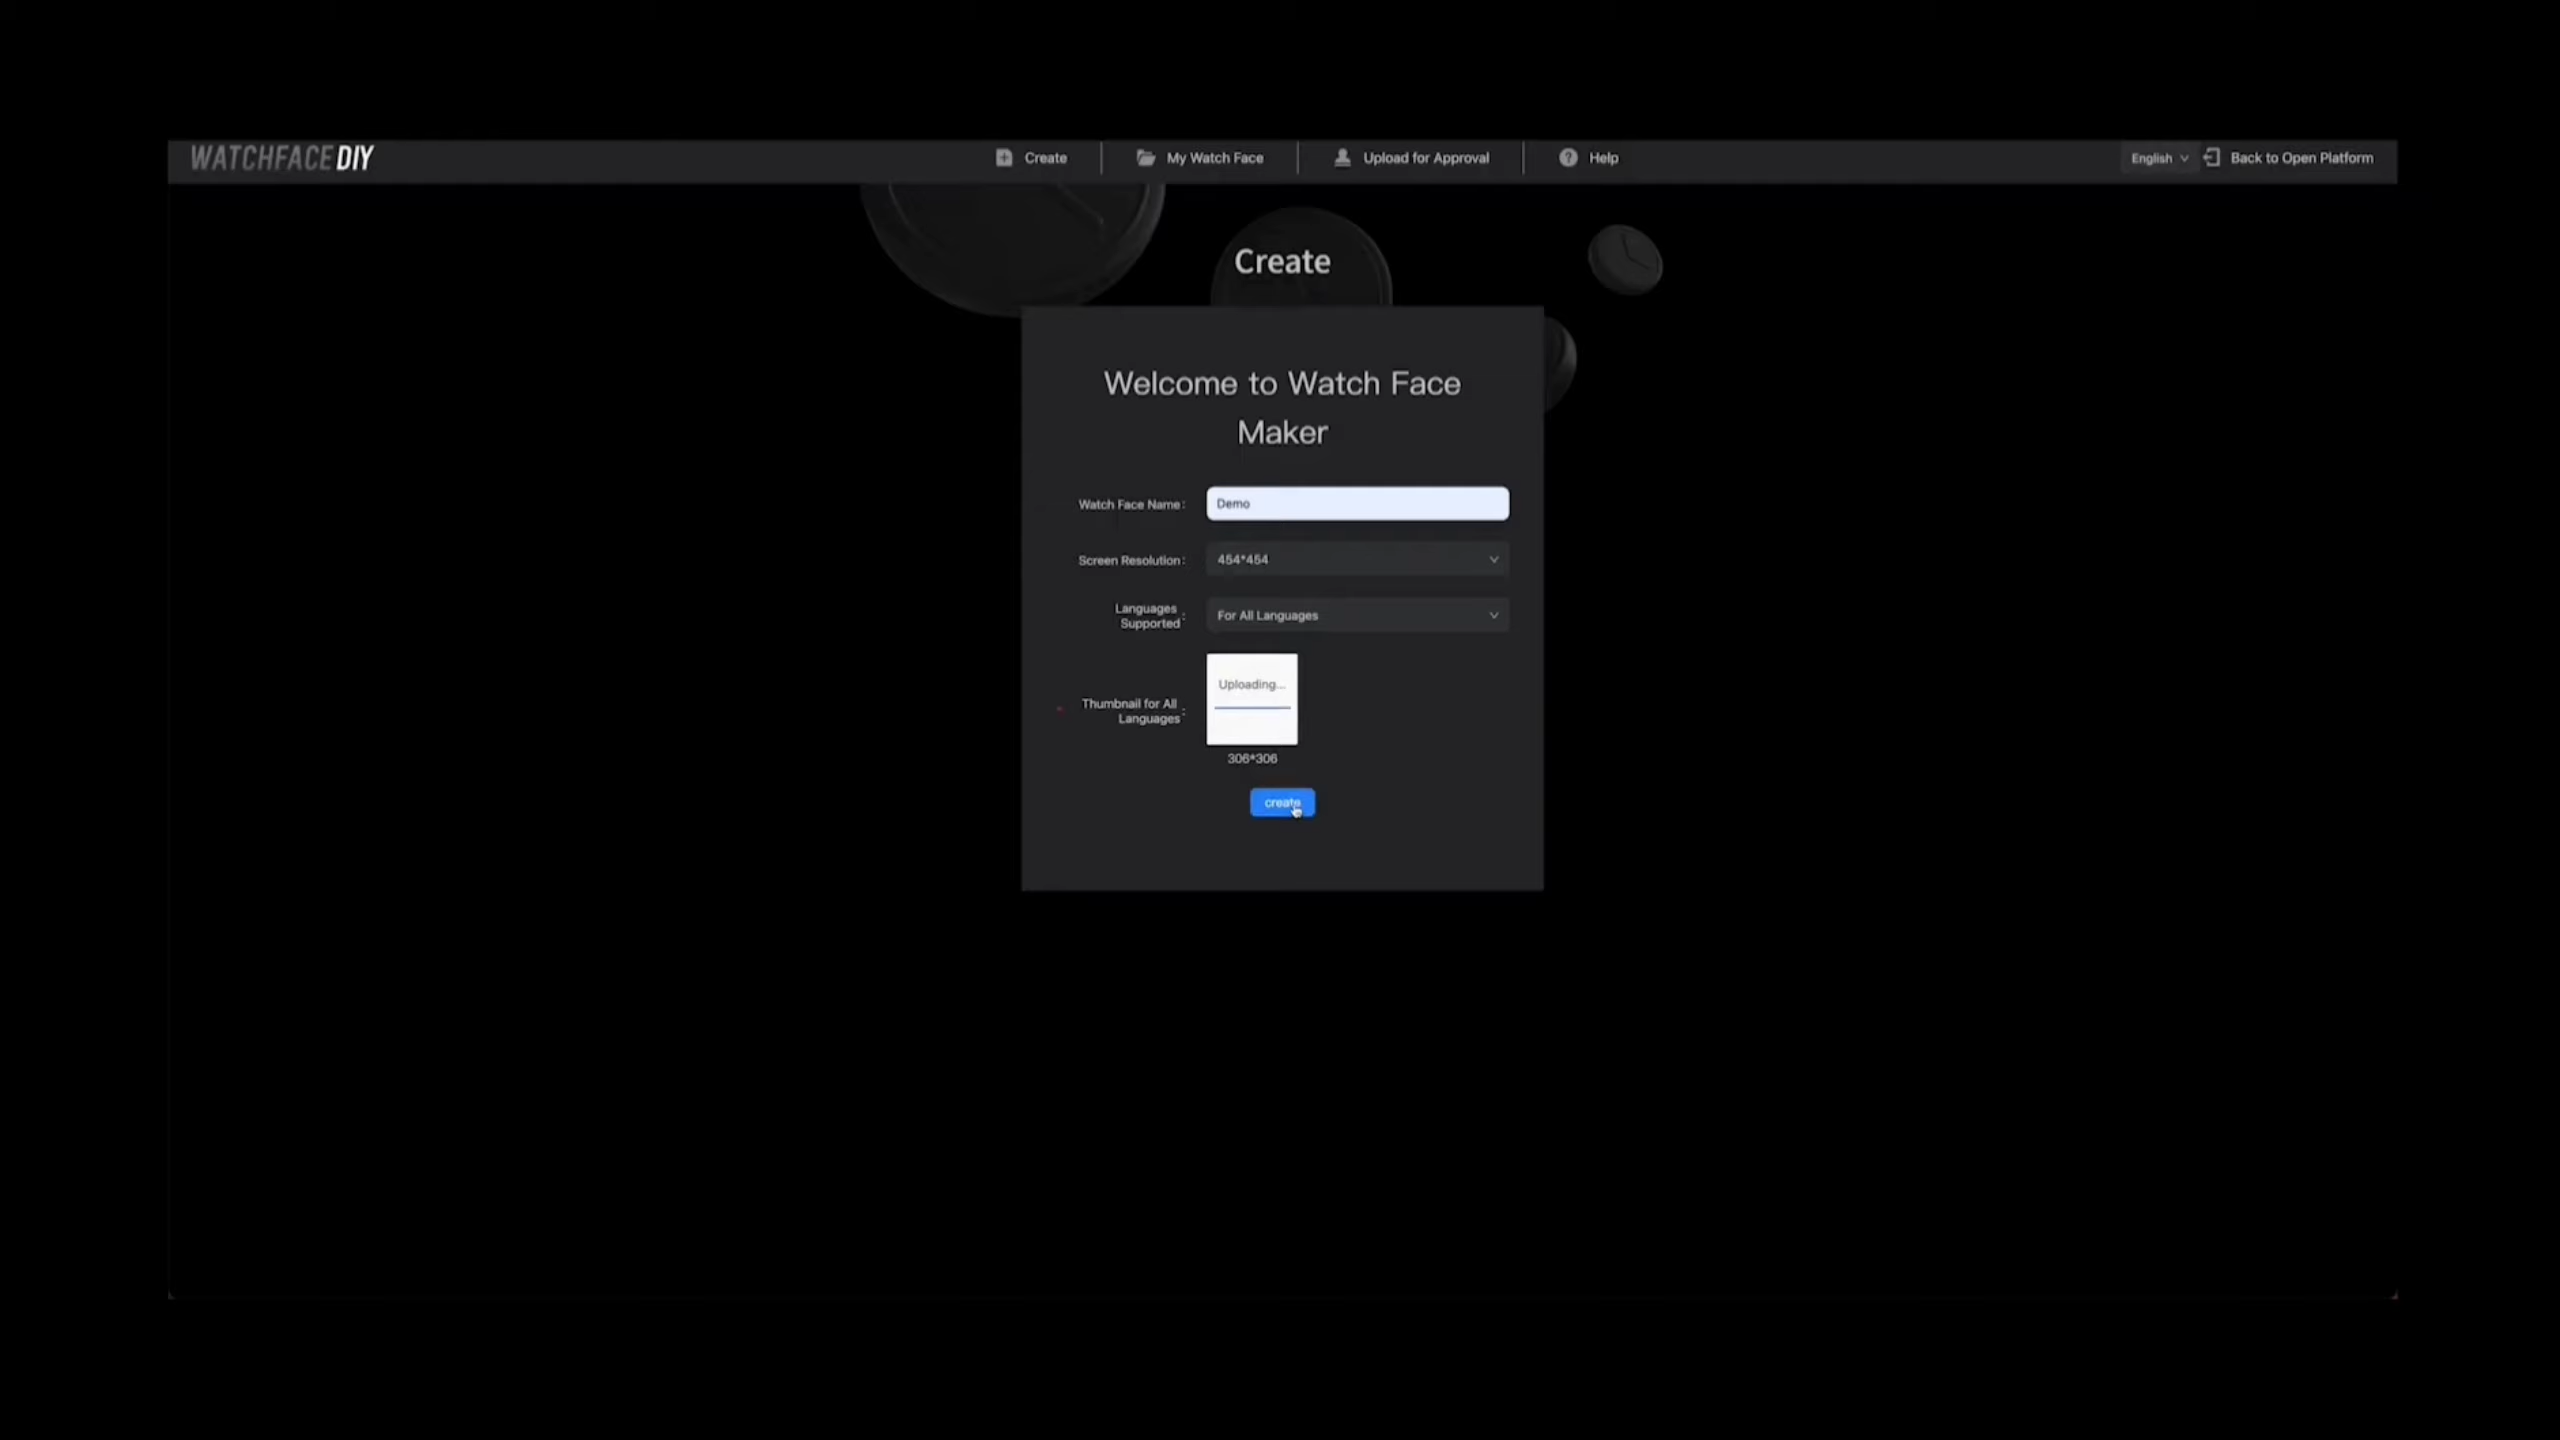 WATCHFACE DIY
Create
My Watch Face
Upload for Approval
Help
English
Back to Open Platform
Create
Welcome to Watch Face
Maker
Watch Face Name: Demo
Screen Resolution: 454*454
Languages
Supported: For All Languages
Uploading...
Thumbnail for All
Languages:
306*306
create